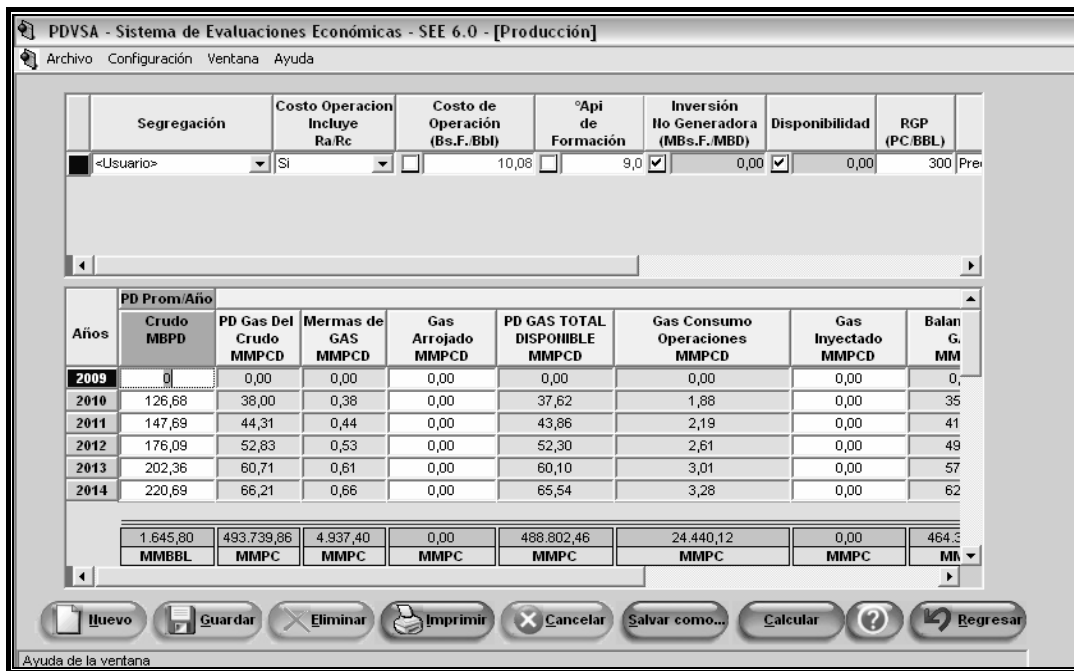 PDVSA - Sistema de Evaluaciones Económicas - SEE 6.0 - [Producción]
Archivo Configuración Ventana Ayuda
Segregación Costo Operacion Incluye Ra/Rc Costo de Operación (Bs.F./Bbl) °Api de Formación Inversión No Generadora (MBs.F./MBD) Disponibilidad RGP (PC/BBL)
<Usuario> Si 10,08 9,0 0,00 0,00 300 Pre
PD Prom/Año
Años Crudo MBPD PD Gas Del Crudo MMPCD Mermas de GAS MMPCD Gas Arrojado MMPCD PD GAS TOTAL DISPONIBLE MMPCD Gas Consumo Operaciones MMPCD Gas Inyectado MMPCD Balan G. MM
2009 0 0,00 0,00 0,00 0,00 0,00 0,00 0,
2010 126,68 38,00 0,38 0,00 37,62 1,88 0,00 35
2011 147,69 44,31 0,44 0,00 43,86 2,19 0,00 41
2012 176,09 52,83 0,53 0,00 52,30 2,61 0,00 49
2013 202,36 60,71 0,61 0,00 60,10 3,01 0,00 57
2014 220,69 66,21 0,66 0,00 65,54 3,28 0,00 62
1.645,80 493.739,86 4.937,40 0,00 488.802,46 24.440,12 0,00 464.3
MMBBL MMPC MMPC MMPC MMPC MMPC MMPC
Nuevo Guardar Eliminar Imprimir Cancelar Salvar como... Calcular ? Regresar
Ayuda de la ventana